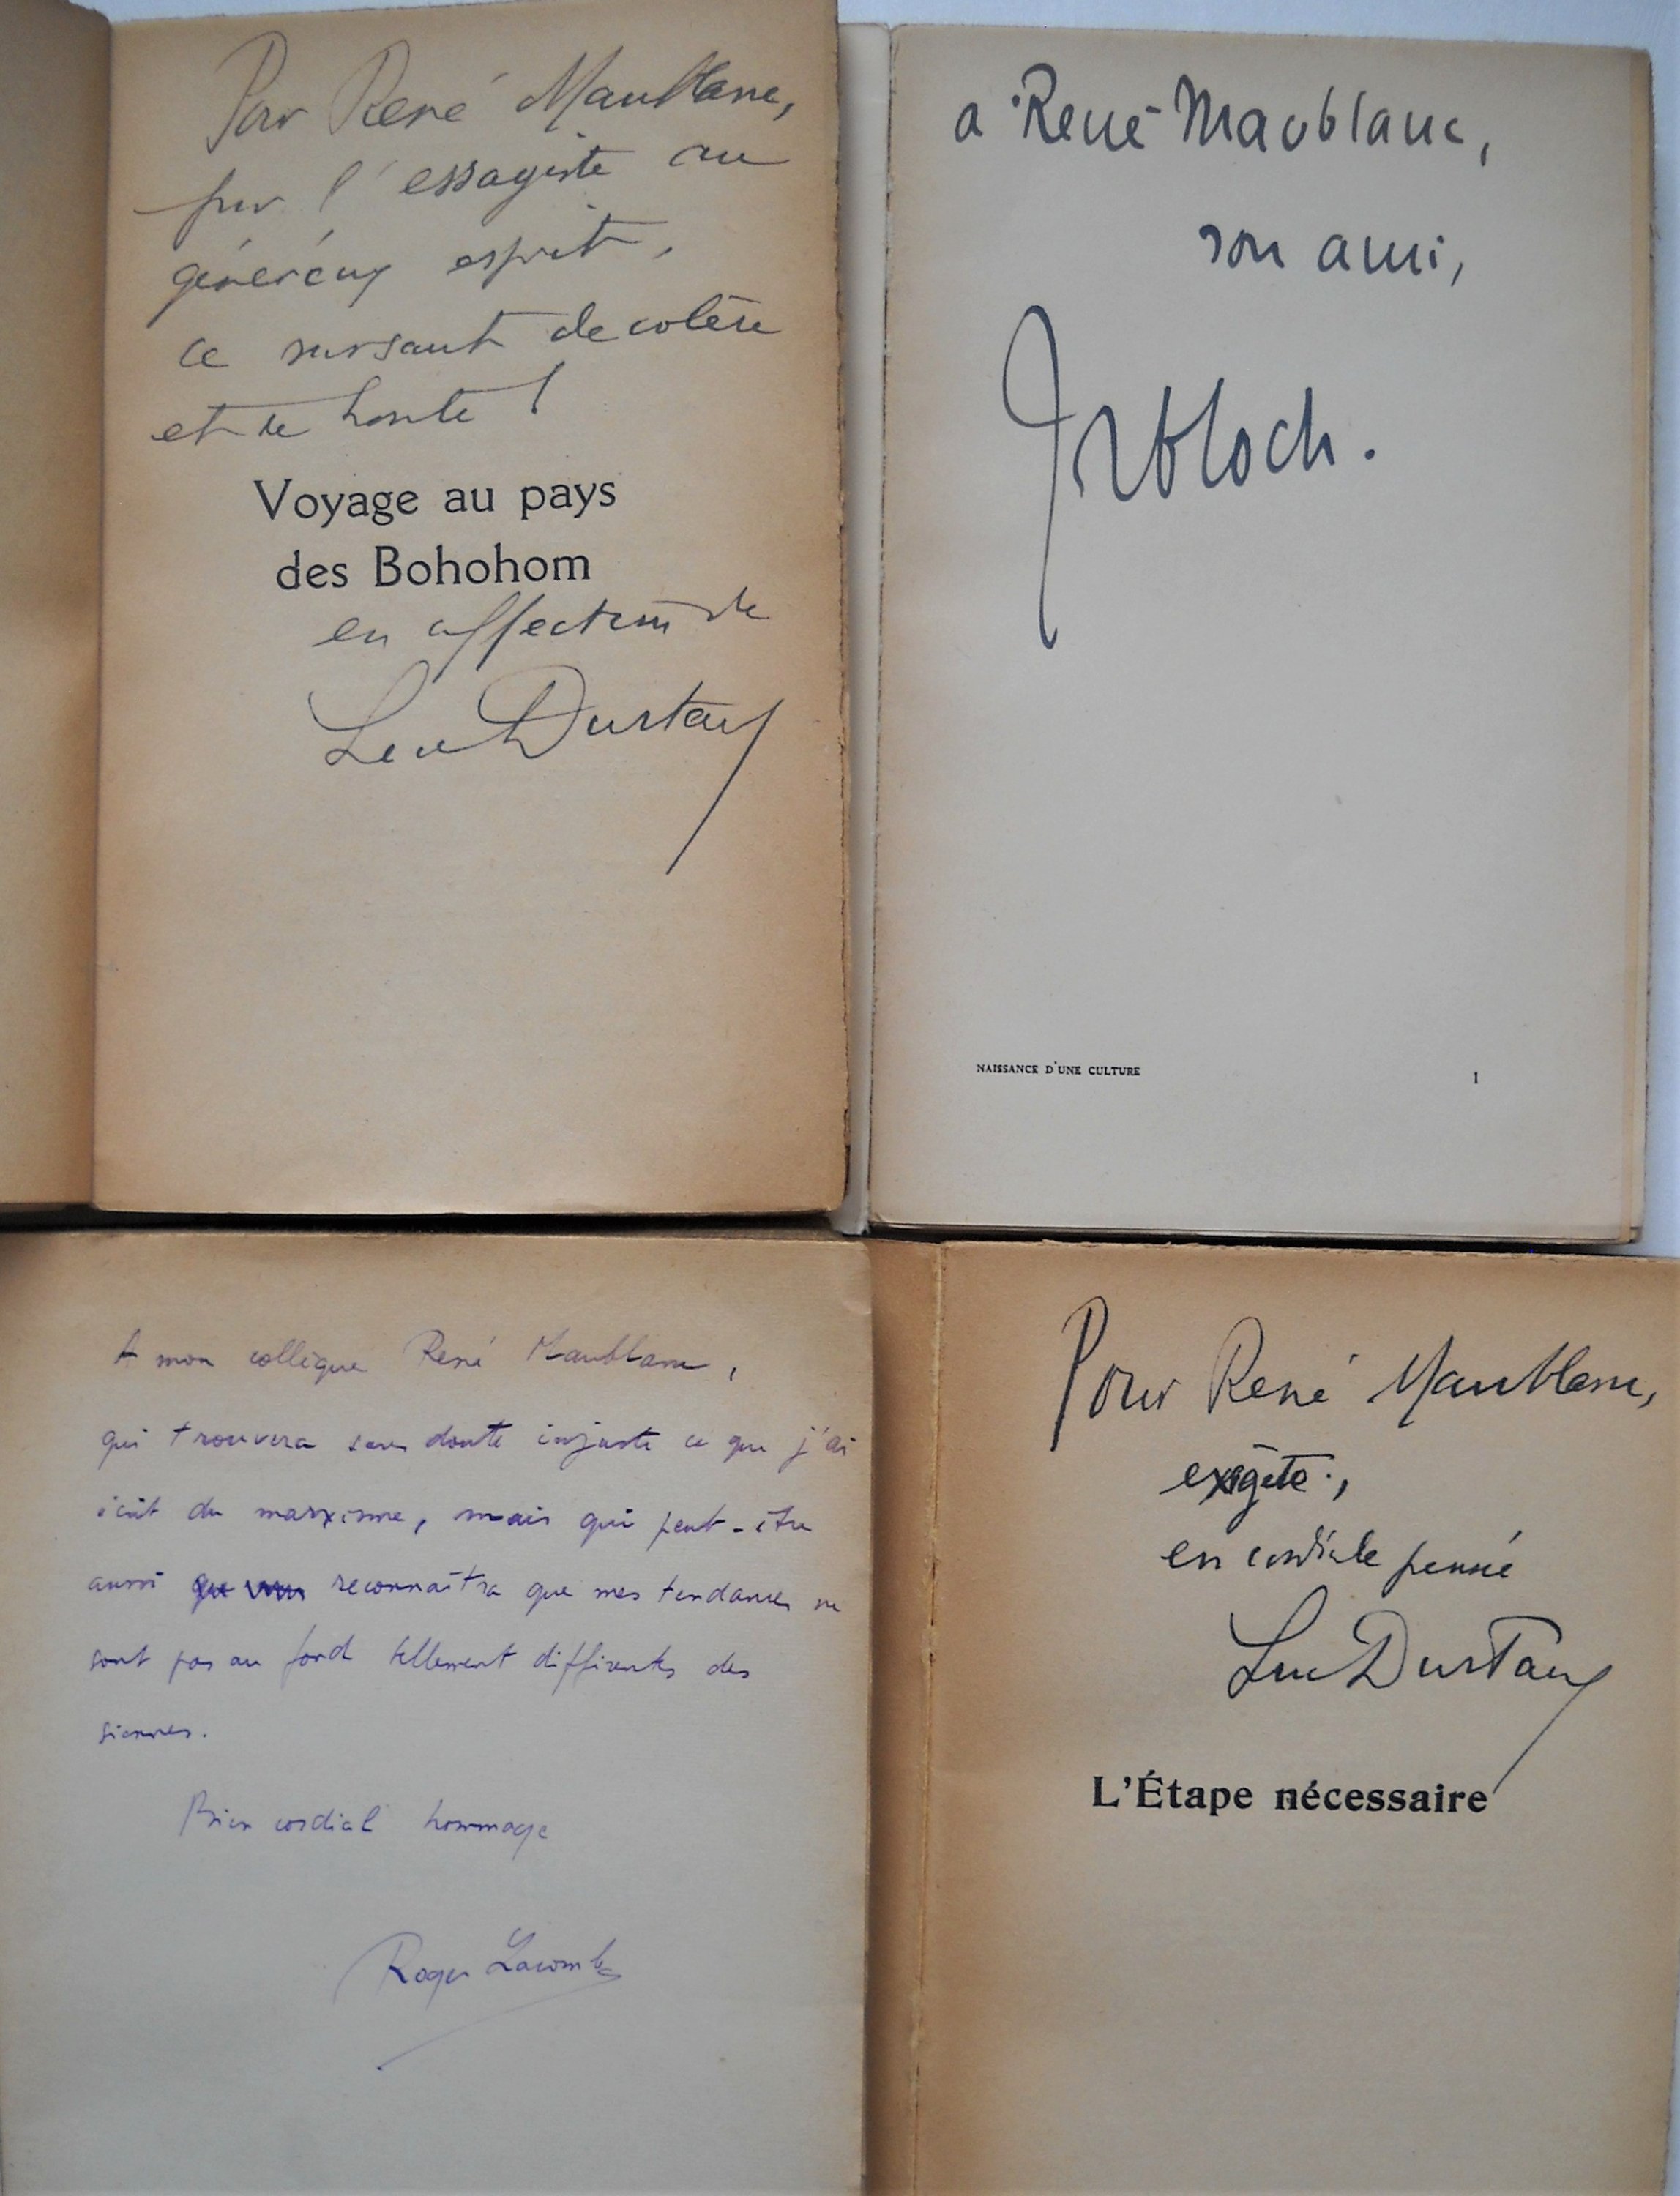 Pour René Maublanc,
pour l'essayiste au
généreux esprit,
ce sursaut de colère
et de honte !
Voyage au pays
des Bohohom
en affection de
Luc Durtain
a René Maublanc,
son ami,
JRBloch.
NAISSANCE D'UNE CULTURE 1
A mon collègue René Maublanc,
qui trouvera sans doute injuste ce que j'ai
écrit du marxisme, mais qui peut-être
aussi reconnaîtra que mes tendances ne
sont pas au fond tellement différentes des
siennes.
Bien cordial hommage
Roger Lacombe
Pour René Maublanc,
exégète,
en cordiale pensée
Luc Durtain
L'Étape nécessaire